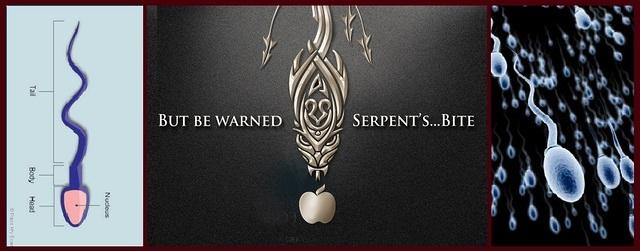 Tail
Body
Head
Nucleus
BUT BE WARNED
SERPENT'S...BITE